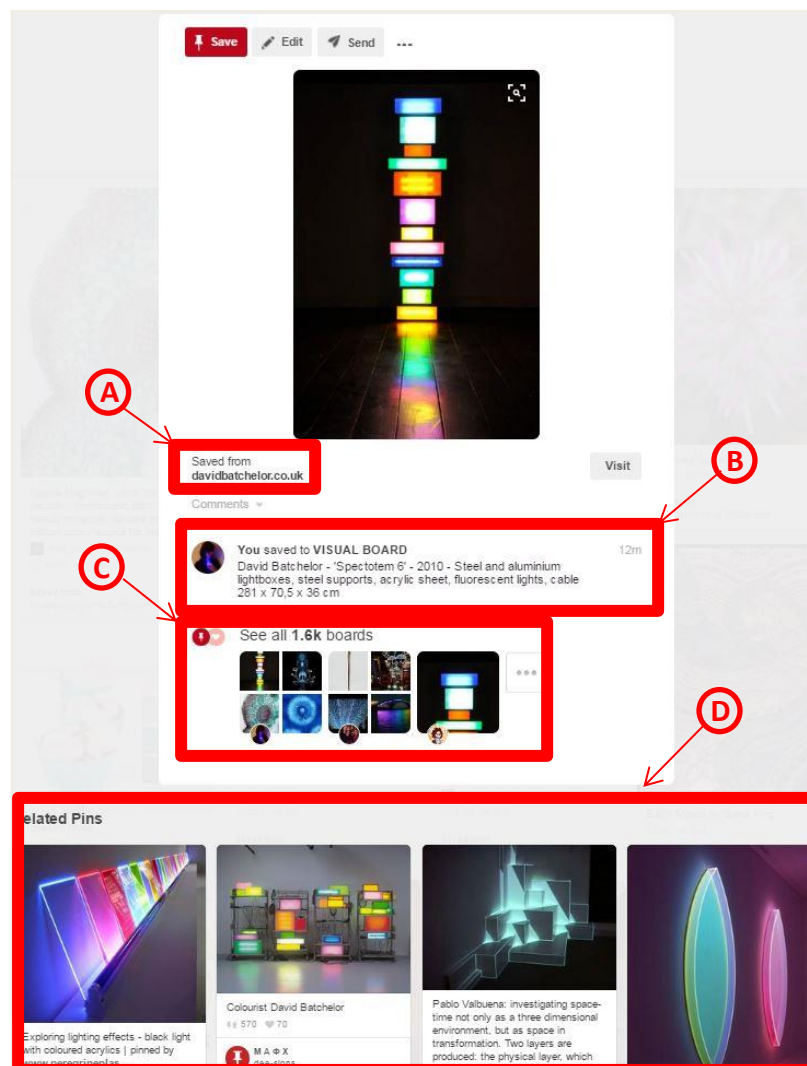 Save Edit Send ...
A
Saved from
davidbatchelor.co.uk
Visit
B
Comments
You saved to VISUAL BOARD 12m
David Batchelor - 'Spectotem 6' - 2010 - Steel and aluminium
lightboxes, steel supports, acrylic sheet, fluorescent lights, cable
281 x 70,5 x 36 cm
C
See all 1.6k boards
D
elated Pins
Exploring lighting effects - black light
with coloured acrylics | pinned by
www.peregrineplas
Colourist David Batchelor
570 70
М А Ф Х
Pablo Valbuena: investigating space-
time not only as a three dimensional
environment, but as space in
transformation. Two layers are
produced: the physical layer, which